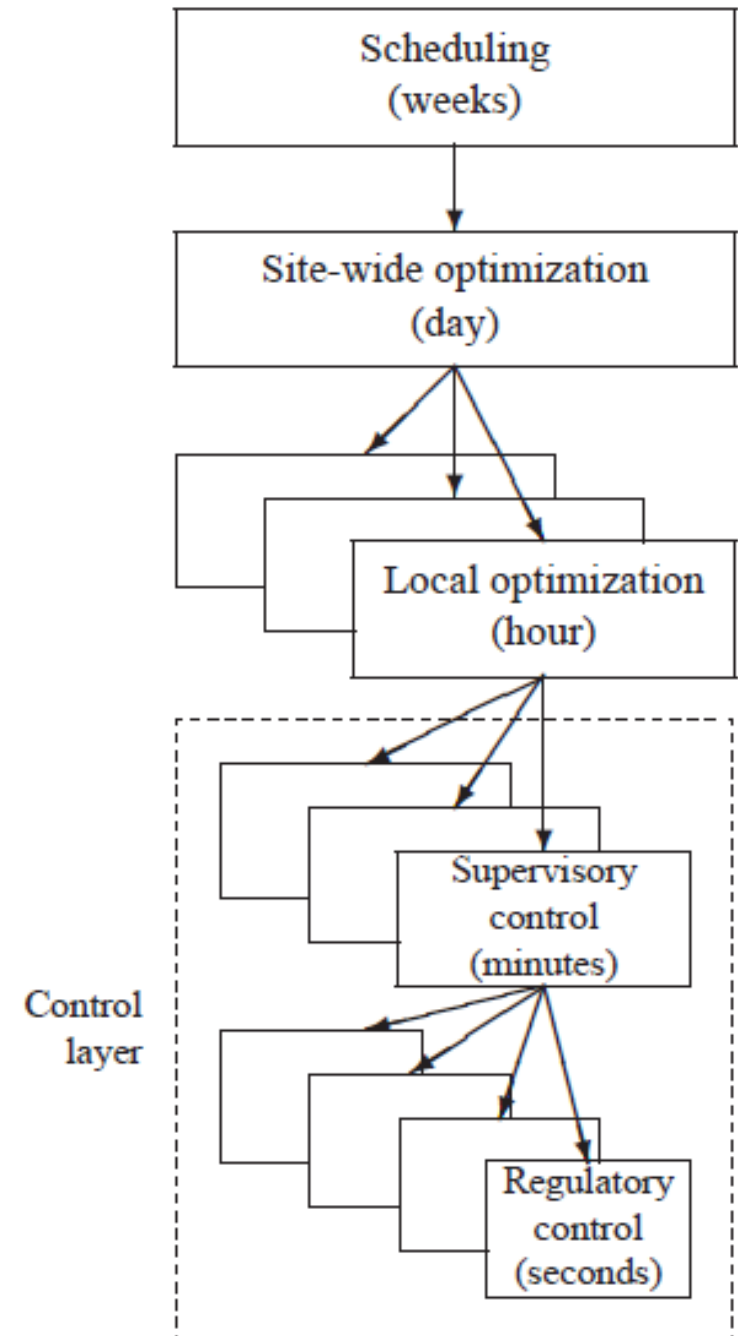 Scheduling
(weeks)
Site-wide optimization
(day)
Local optimization
(hour)
Supervisory
control
(minutes)
Control
layer
Regulatory
control
(seconds)